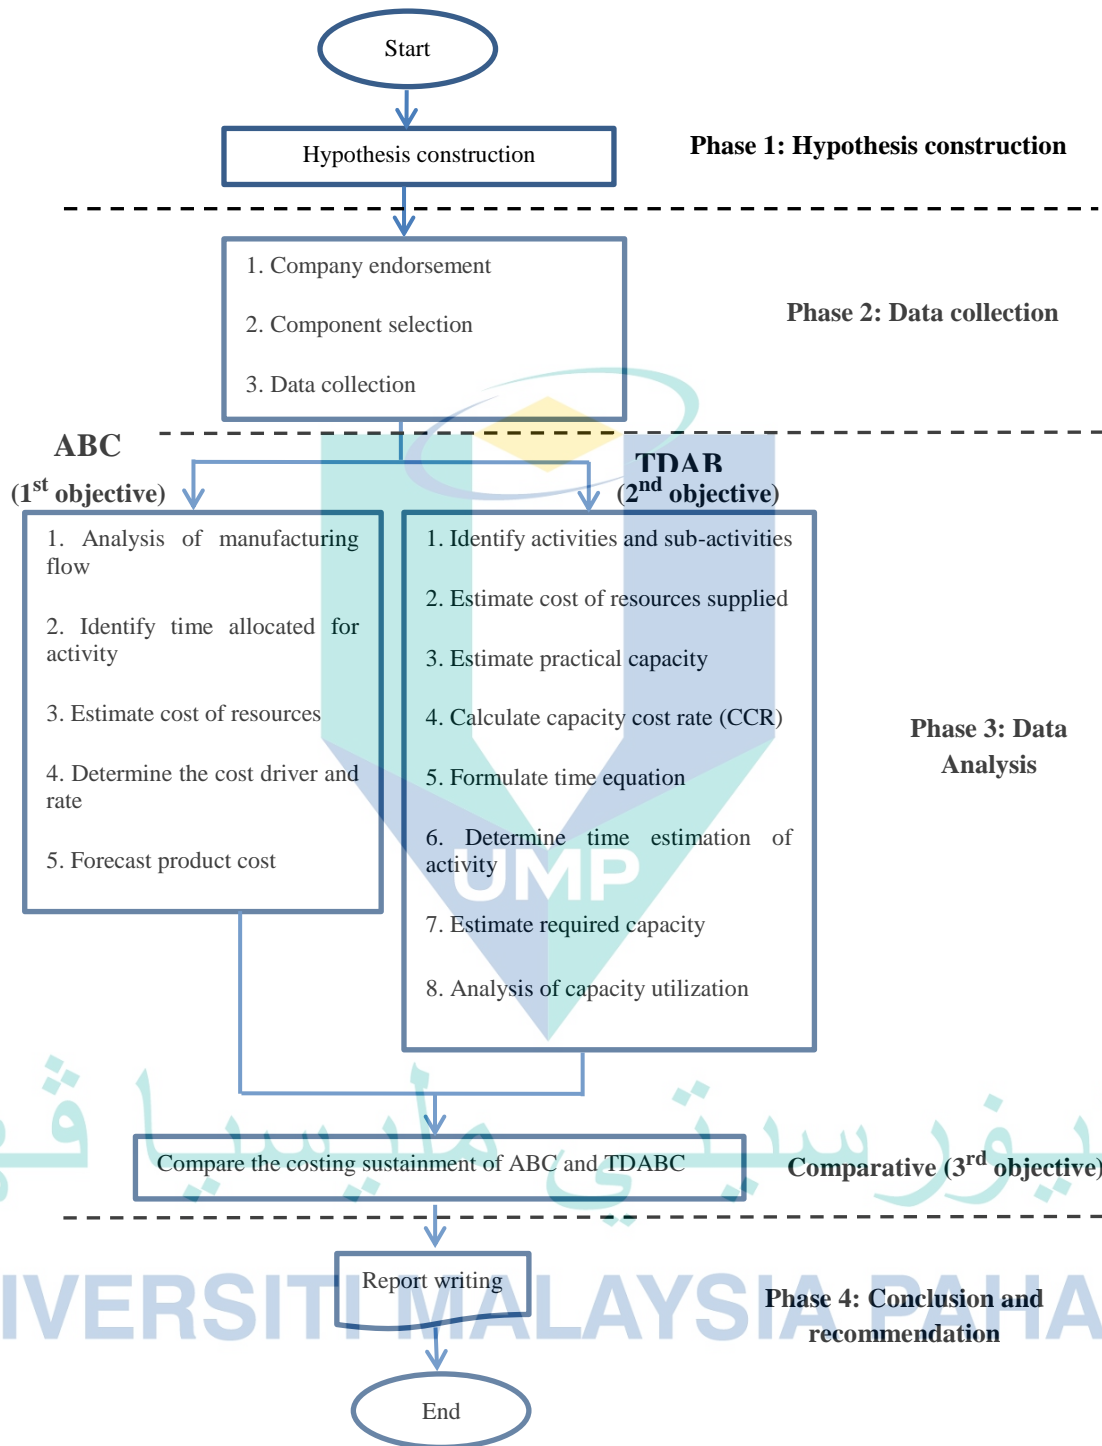 Start
Hypothesis construction
Phase 1: Hypothesis construction
1. Company endorsement
2. Component selection
3. Data collection
Phase 2: Data collection
ABC
(1st objective)
TDAB
(2nd objective)
1. Analysis of manufacturing
flow
2. Identify time allocated for
activity
3. Estimate cost of resources
4. Determine the cost driver and
rate
5. Forecast product cost
1. Identify activities and sub-activities
2. Estimate cost of resources supplied
3. Estimate practical capacity
4. Calculate capacity cost rate (CCR)
5. Formulate time equation
6. Determine time estimation of
activity
7. Estimate required capacity
8. Analysis of capacity utilization
Phase 3: Data
Analysis
UMP
Compare the costing sustainment of ABC and TDABC
Comparative (3rd objective)
مليسيا
Report writing
IVERSITI MALAYSIA PAHA
Phase 4: Conclusion and
recommendation
End